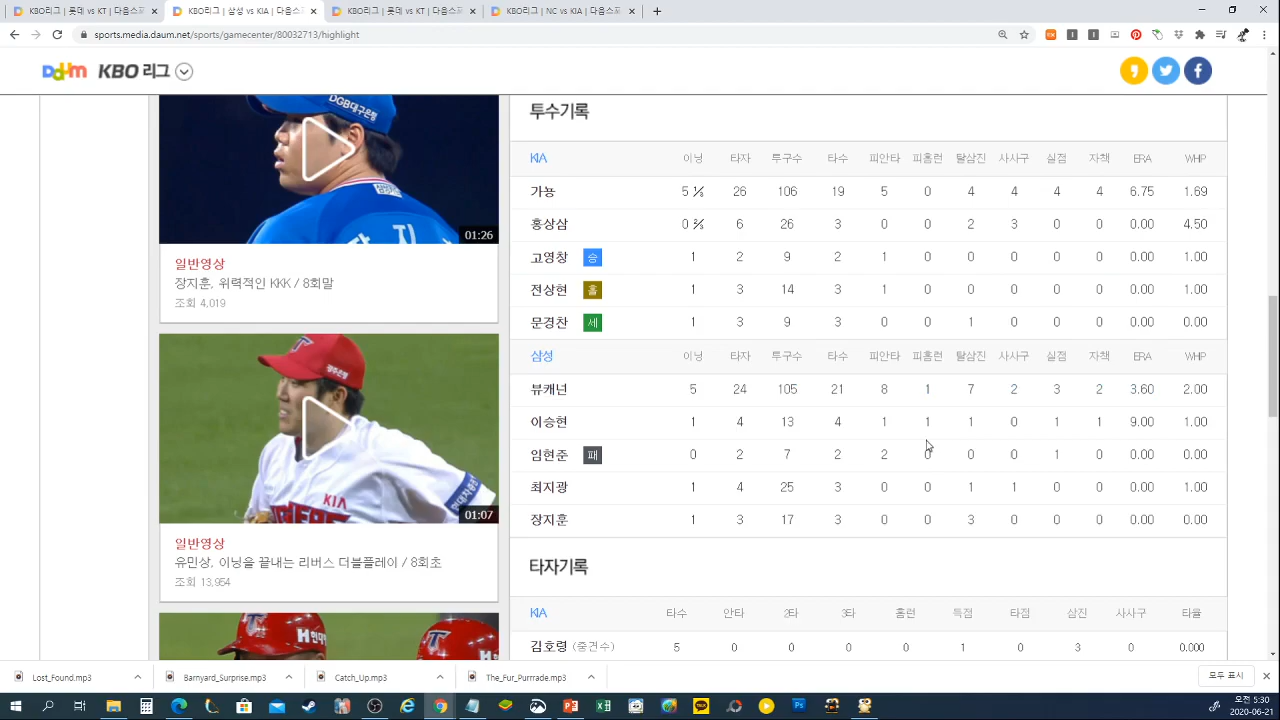 KBO리그 | 롯데 vs KT | 다음스포
KBO리그 | 삼성 vs KIA | 다음스
KBO리그 | 롯데 vs KT | 다음스포
KBO리그 | NC vs KIA | 다음스포
sports.media.daum.net/sports/gamecenter/80032713/highlight
Daum KBO 리그
DGB대구은행
01:26
일반영상
장지훈, 위력적인 KKK / 8회말
조회 4,019
KIA
01:07
일반영상
유민상, 이닝을 끝내는 리버스 더블플레이 / 8회초
조회 13,954
투수기록
KIA 이닝 타자 투구수 타수 피안타 피홈런 탈삼진 사사구 실점 자책 ERA WHP
가뇽 5 ⅓ 26 106 19 5 0 4 4 4 4 6.75 1.69
홍상삼 0 ⅔ 6 26 3 0 0 2 3 0 0 0.00 4.50
고영창 승 1 2 9 2 1 0 0 0 0 0 0.00 1.00
전상현 홀 1 3 14 3 1 0 0 0 0 0 0.00 1.00
문경찬 세 1 3 9 3 0 0 1 0 0 0 0.00 0.00
삼성 이닝 타자 투구수 타수 피안타 피홈런 탈삼진 사사구 실점 자책 ERA WHP
뷰캐넌 5 24 105 21 8 1 7 2 3 2 3.60 2.00
이승현 1 4 13 4 1 1 1 0 1 1 9.00 1.00
임현준 패 0 2 7 2 2 0 0 0 1 0 0.00 0.00
최지광 1 4 25 3 0 0 1 1 0 0 0.00 1.00
장지훈 1 3 17 3 0 0 3 0 0 0 0.00 0.00
타자기록
KIA 타수 안타 2타 3타 홈런 득점 타점 삼진 사사구 타율
김호령 (중견수) 5 0 0 0 0 1 0 3 0 0.000
Lost_Found.mp3
Barnyard_Surprise.mp3
Catch_Up.mp3
The_Fur_Purrrade.mp3
모두 표시
오전 5:30
2020-06-21